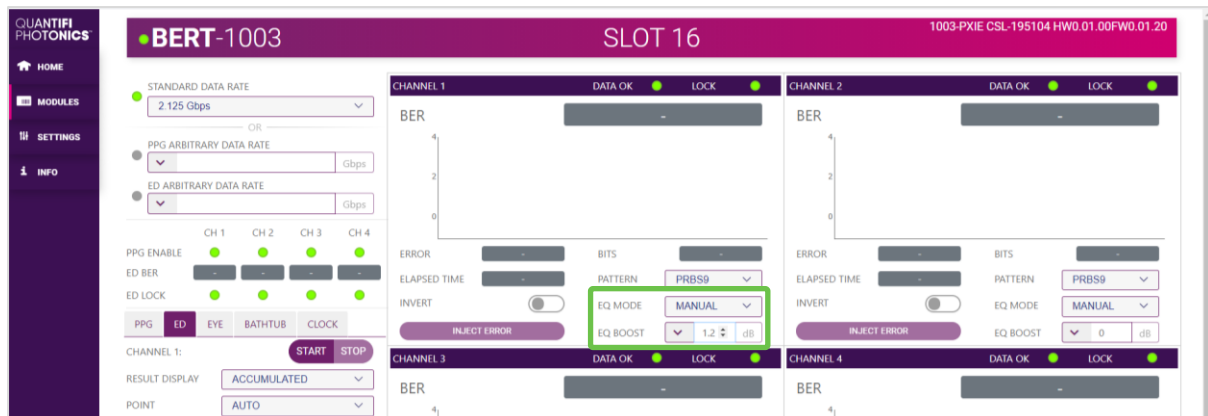 QUANTIFI
PHOTONICS
HOME
MODULES
SETTINGS
INFO
BERT-1003
SLOT 16
1003-PXIE CSL-195104 HW0.01.00FW0.01.20
STANDARD DATA RATE
2.125 Gbps
OR
PPG ARBITRARY DATA RATE
Gbps
ED ARBITRARY DATA RATE
Gbps
CH 1 CH 2 CH 3 CH 4
PPG ENABLE
ED BER - - - -
ED LOCK
PPG ED EYE BATHTUB CLOCK
CHANNEL 1: START STOP
RESULT DISPLAY ACCUMULATED
POINT AUTO
CHANNEL 1 DATA OK LOCK
BER -
4
2
0
ERROR - BITS -
ELAPSED TIME - PATTERN PRBS9
INVERT EQ MODE MANUAL
INJECT ERROR EQ BOOST 1.2 dB
CHANNEL 2 DATA OK LOCK
BER -
4
2
0
ERROR - BITS -
ELAPSED TIME - PATTERN PRBS9
INVERT EQ MODE MANUAL
INJECT ERROR EQ BOOST 0 dB
CHANNEL 3 DATA OK LOCK
BER -
4
CHANNEL 4 DATA OK LOCK
BER -
4